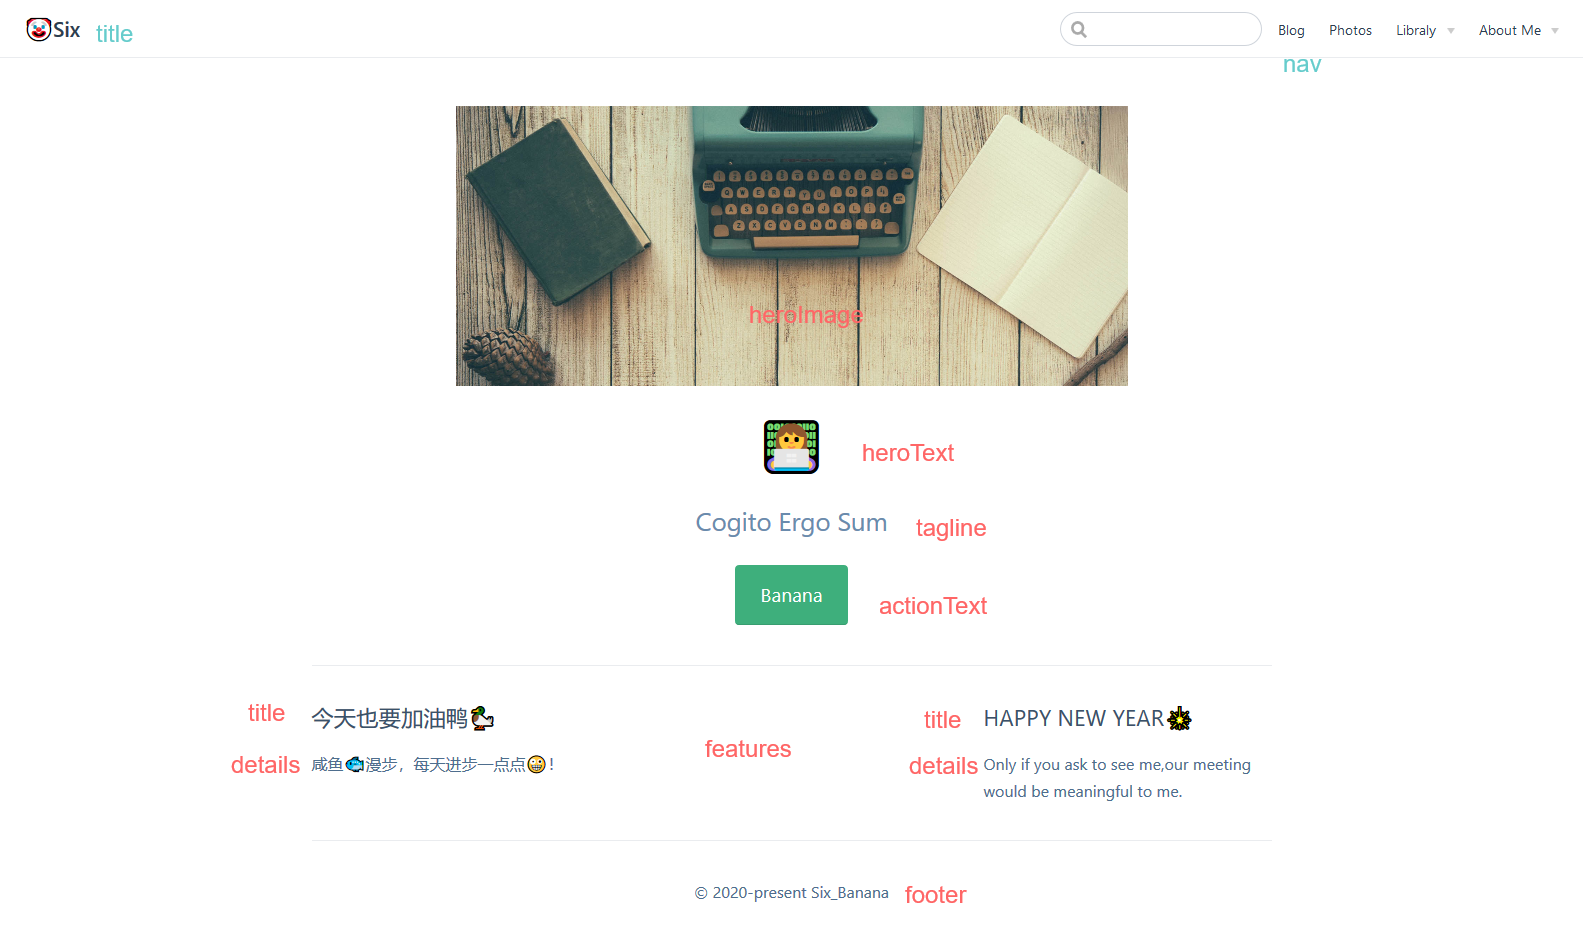 Six title
Blog Photos Libraly About Me
nav
heroImage
heroText
Cogito Ergo Sum tagline
Banana actionText
title 今天也要加油鸭
details 咸鱼漫步，每天进步一点点！
features
title HAPPY NEW YEAR
details Only if you ask to see me,our meeting
would be meaningful to me.
© 2020-present Six_Banana footer